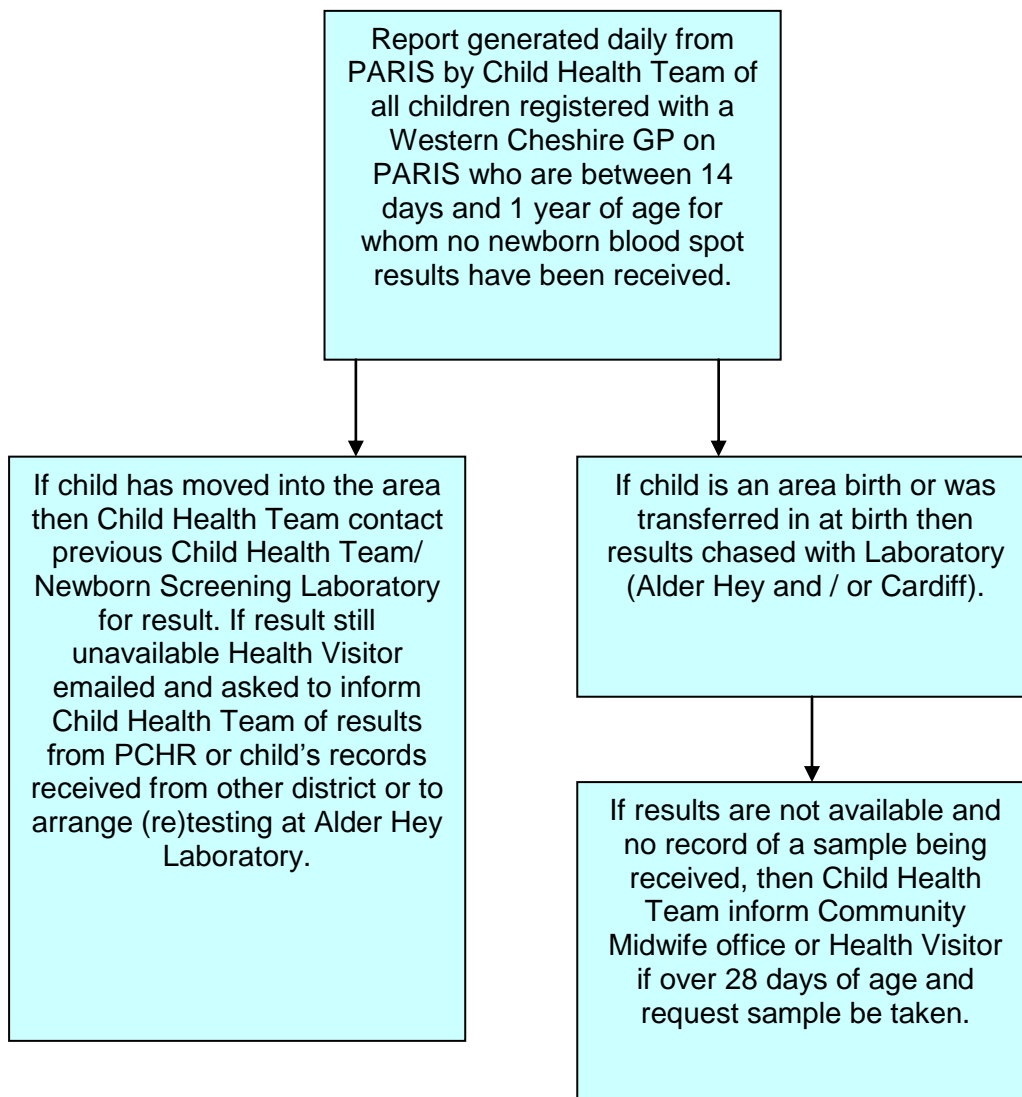 Report generated daily from
PARIS by Child Health Team of
all children registered with a
Western Cheshire GP on
PARIS who are between 14
days and 1 year of age for
whom no newborn blood spot
results have been received.
If child has moved into the area
then Child Health Team contact
previous Child Health Team/
Newborn Screening Laboratory
for result. If result still
unavailable Health Visitor
emailed and asked to inform
Child Health Team of results
from PCHR or child's records
received from other district or to
arrange (re)testing at Alder Hey
Laboratory.
If child is an area birth or was
transferred in at birth then
results chased with Laboratory
(Alder Hey and / or Cardiff).
If results are not available and
no record of a sample being
received, then Child Health
Team inform Community
Midwife office or Health Visitor
if over 28 days of age and
request sample be taken.